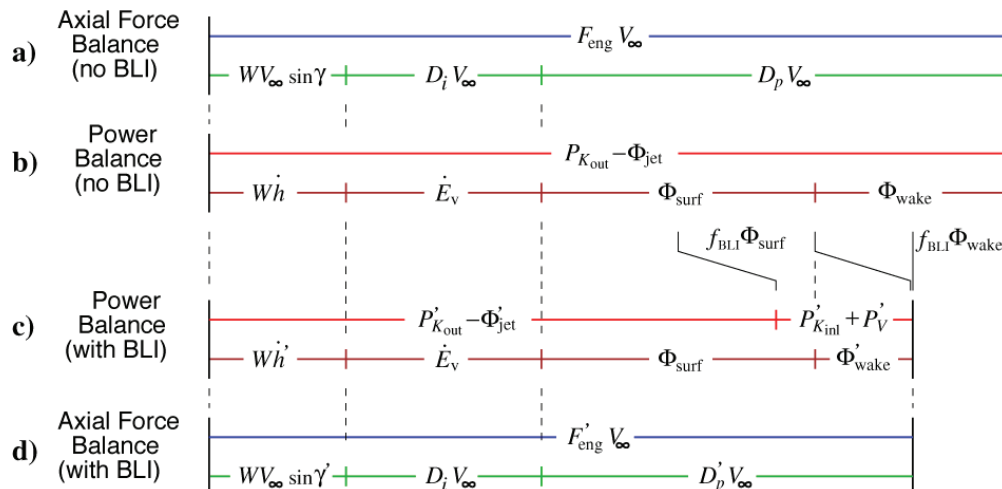 a) Axial Force
Balance
(no BLI)
F_eng V_∞
WV_∞ sinγ
D_i V_∞
D_p V_∞
b) Power
Balance
(no BLI)
P_K_out − Φ_jet
Wḣ
Ė_v
Φ_surf
Φ_wake
f_BLI Φ_surf
f_BLI Φ_wake
c) Power
Balance
(with BLI)
P'_K_out − Φ'_jet
P'_K_inl + P'_V
Wḣ'
Ė_v
Φ_surf
Φ'_wake
d) Axial Force
Balance
(with BLI)
F'_eng V_∞
WV_∞ sinγ'
D_i V_∞
D'_p V_∞